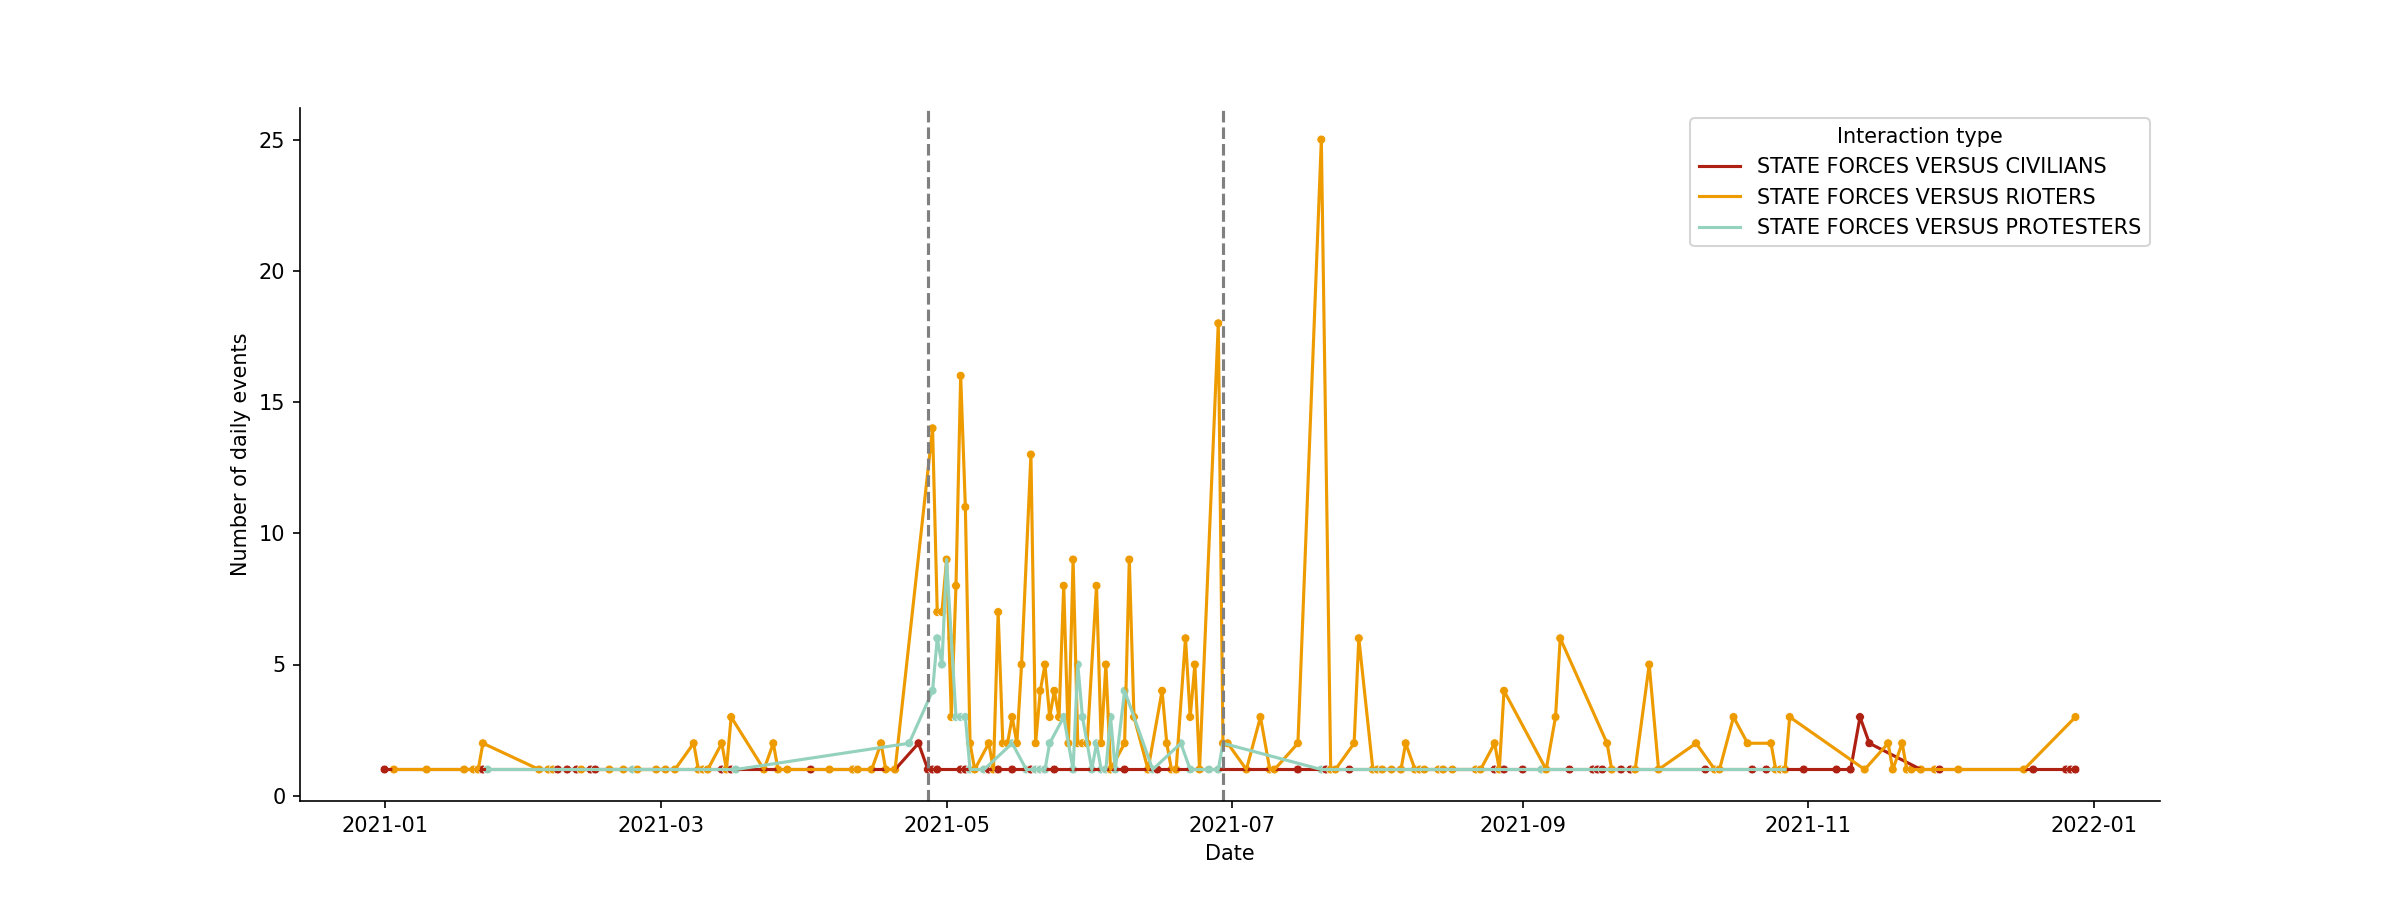 Interaction type
STATE FORCES VERSUS CIVILIANS
STATE FORCES VERSUS RIOTERS
STATE FORCES VERSUS PROTESTERS
Number of daily events
25
20
15
10
5
0
2021-01 2021-03 2021-05 2021-07 2021-09 2021-11 2022-01
Date